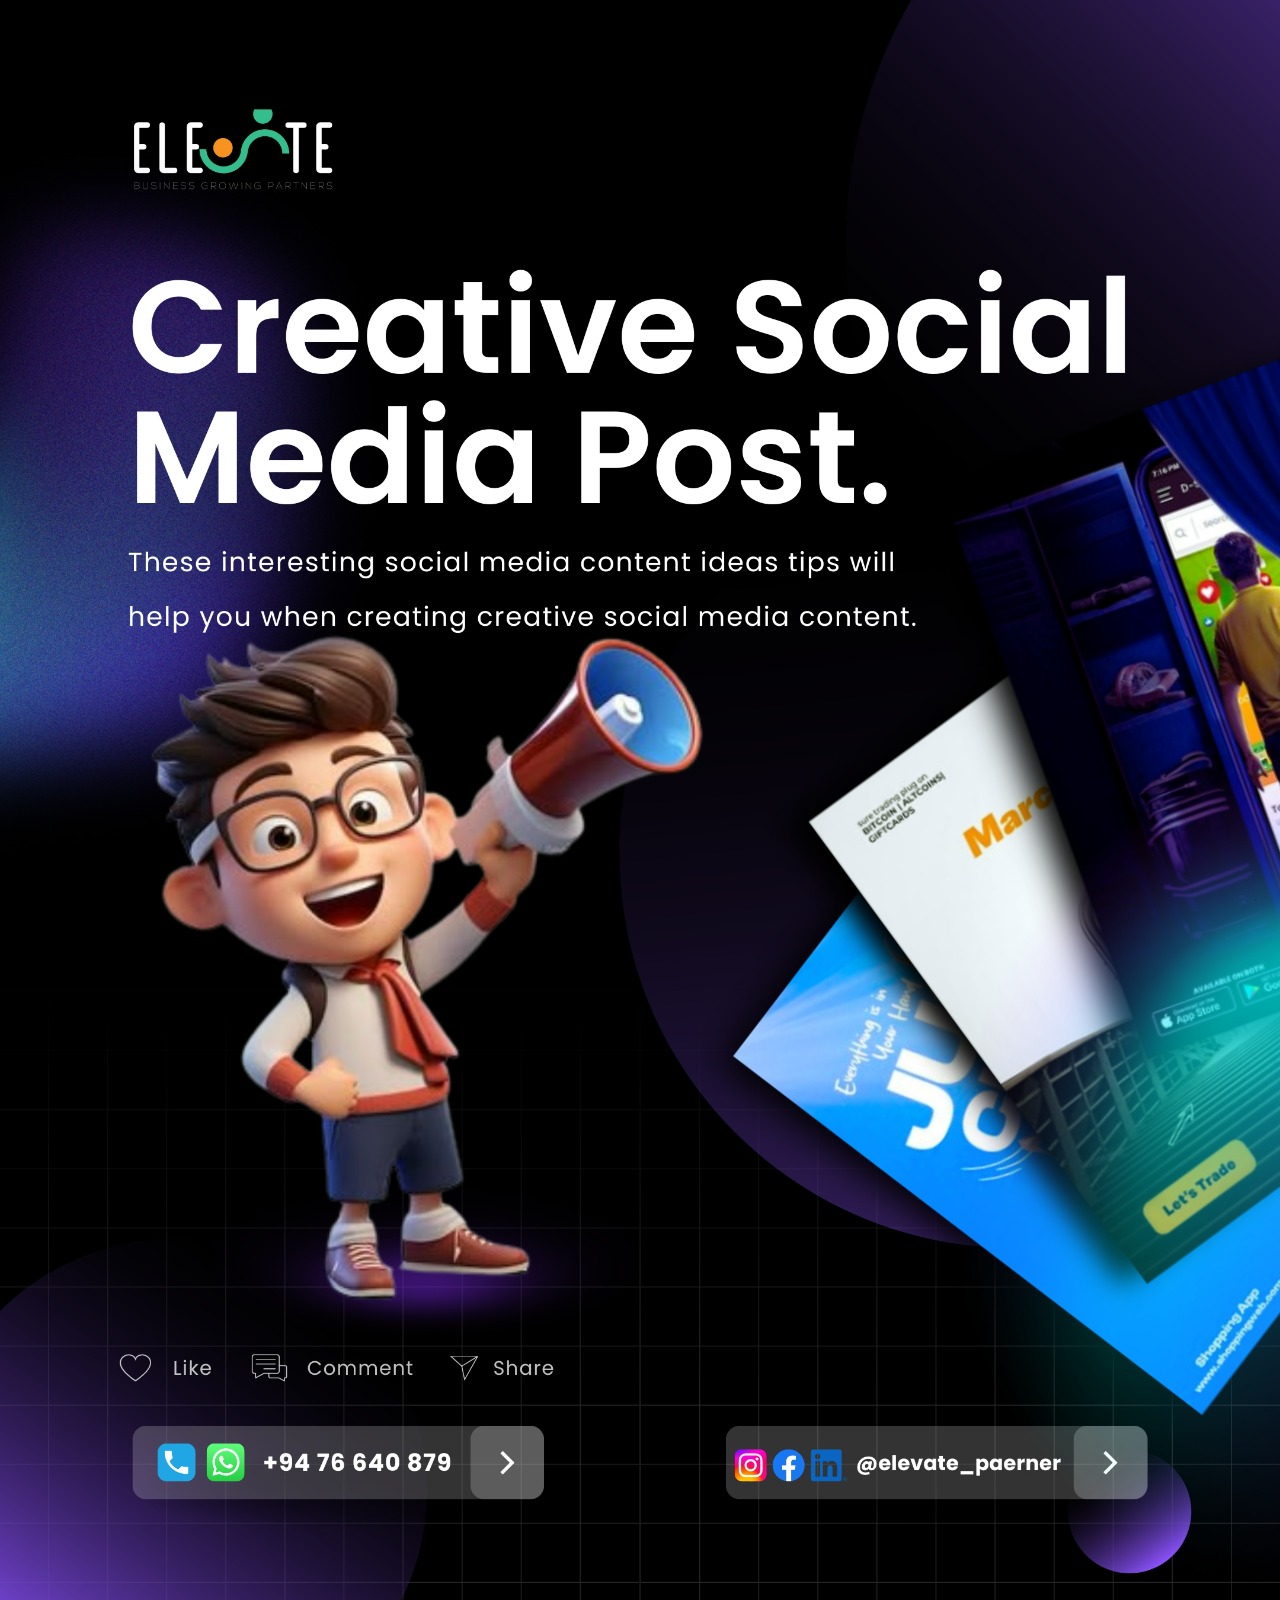 ELEVATE
BUSINESS GROWING PARTNERS
Creative Social
Media Post.
These interesting social media content ideas tips will
help you when creating creative social media content.
7:16 PM
sure trading plug on
BITCOIN | ALTCOINS|
GIFTCARDS
Marc
Everything is in
Your Hand
AVAILABLE ON BOTH
App Store
Let's Trade
Shopping App
www.shoppingweb.com
Like
Comment
Share
+94 76 640 879
@elevate_paerner